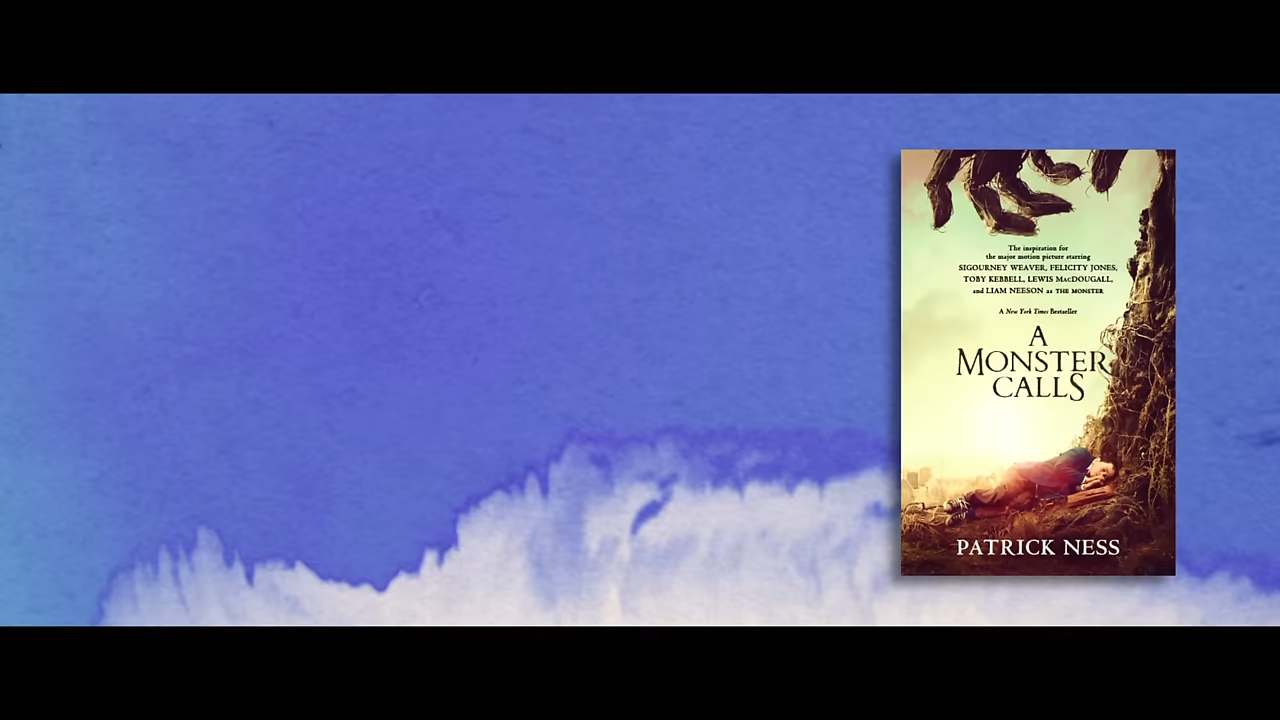 The inspiration for
the major motion picture starring
SIGOURNEY WEAVER, FELICITY JONES,
TOBY KEBBELL, LEWIS MacDOUGALL,
and LIAM NEESON as THE MONSTER
A New York Times Bestseller
A
MONSTER
CALLS
PATRICK NESS